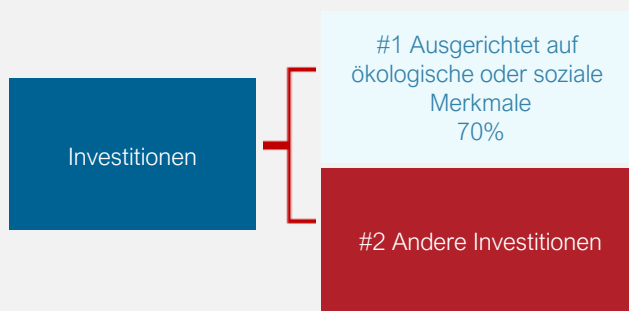 Investitionen
#1 Ausgerichtet auf
ökologische oder soziale
Merkmale
70%
#2 Andere Investitionen